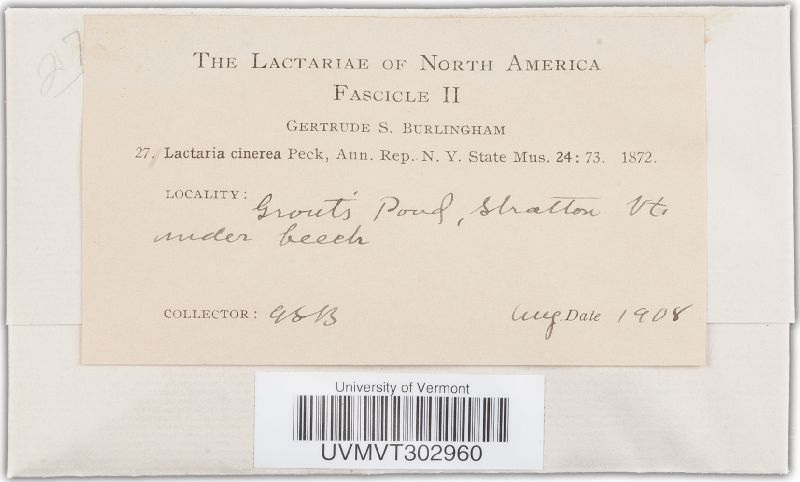 27
THE LACTARIAE OF NORTH AMERICA
FASCICLE II
GERTRUDE S. BURLINGHAM
27. Lactaria cinerea Peck, Ann. Rep. N. Y. State Mus. 24: 73. 1872.
LOCALITY: Grout's Pond, Stratton Vt.
under beech
COLLECTOR: GSB Aug. Date 1908
University of Vermont
UVMVT302960